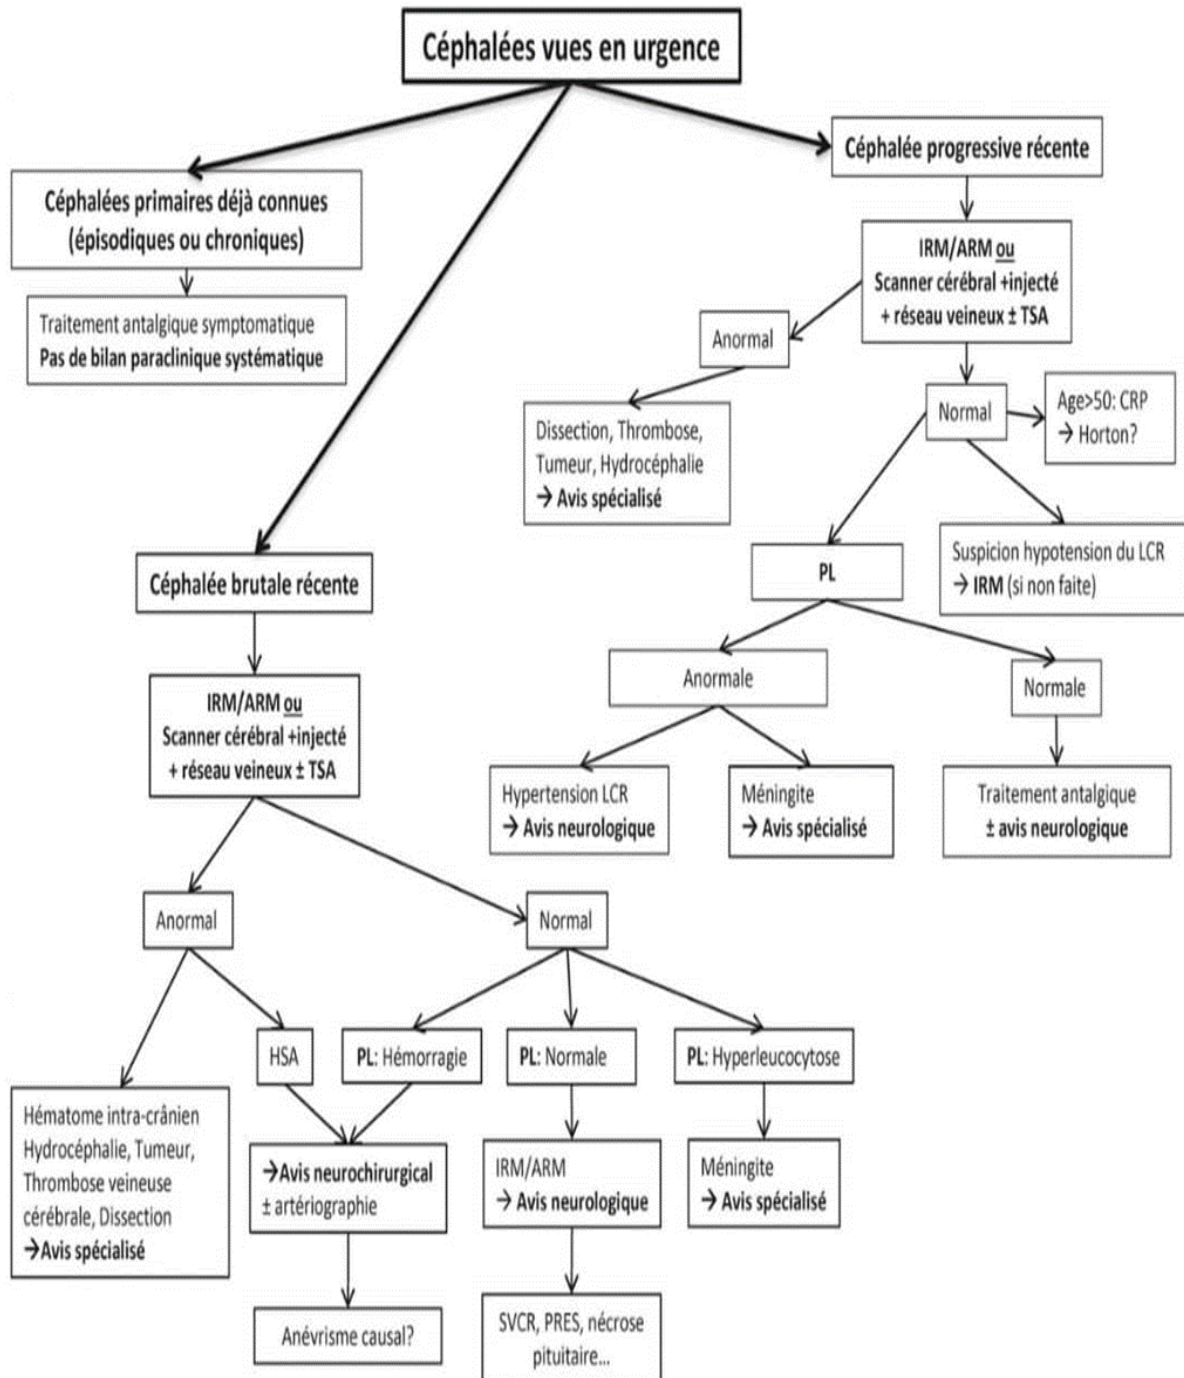 Céphalées vues en urgence
Céphalées primaires déjà connues
(épisodiques ou chroniques)
Traitement antalgique symptomatique
Pas de bilan paraclinique systématique
Céphalée progressive récente
IRM/ARM ou
Scanner cérébral +injecté
+ réseau veineux ± TSA
Anormal
Dissection, Thrombose,
Tumeur, Hydrocéphalie
→ Avis spécialisé
Normal
Age>50: CRP
→ Horton?
Suspicion hypotension du LCR
→ IRM (si non faite)
PL
Anormale
Hypertension LCR
→ Avis neurologique
Méningite
→ Avis spécialisé
Normale
Traitement antalgique
± avis neurologique
Céphalée brutale récente
IRM/ARM ou
Scanner cérébral +injecté
+ réseau veineux ± TSA
Anormal
Hématome intra-crânien
Hydrocéphalie, Tumeur,
Thrombose veineuse
cérébrale, Dissection
→Avis spécialisé
HSA
Normal
PL: Hémorragie
→Avis neurochirurgical
± artériographie
Anévrisme causal?
PL: Normale
IRM/ARM
→ Avis neurologique
SVCR, PRES, nécrose
pituitaire...
PL: Hyperleucocytose
Méningite
→ Avis spécialisé